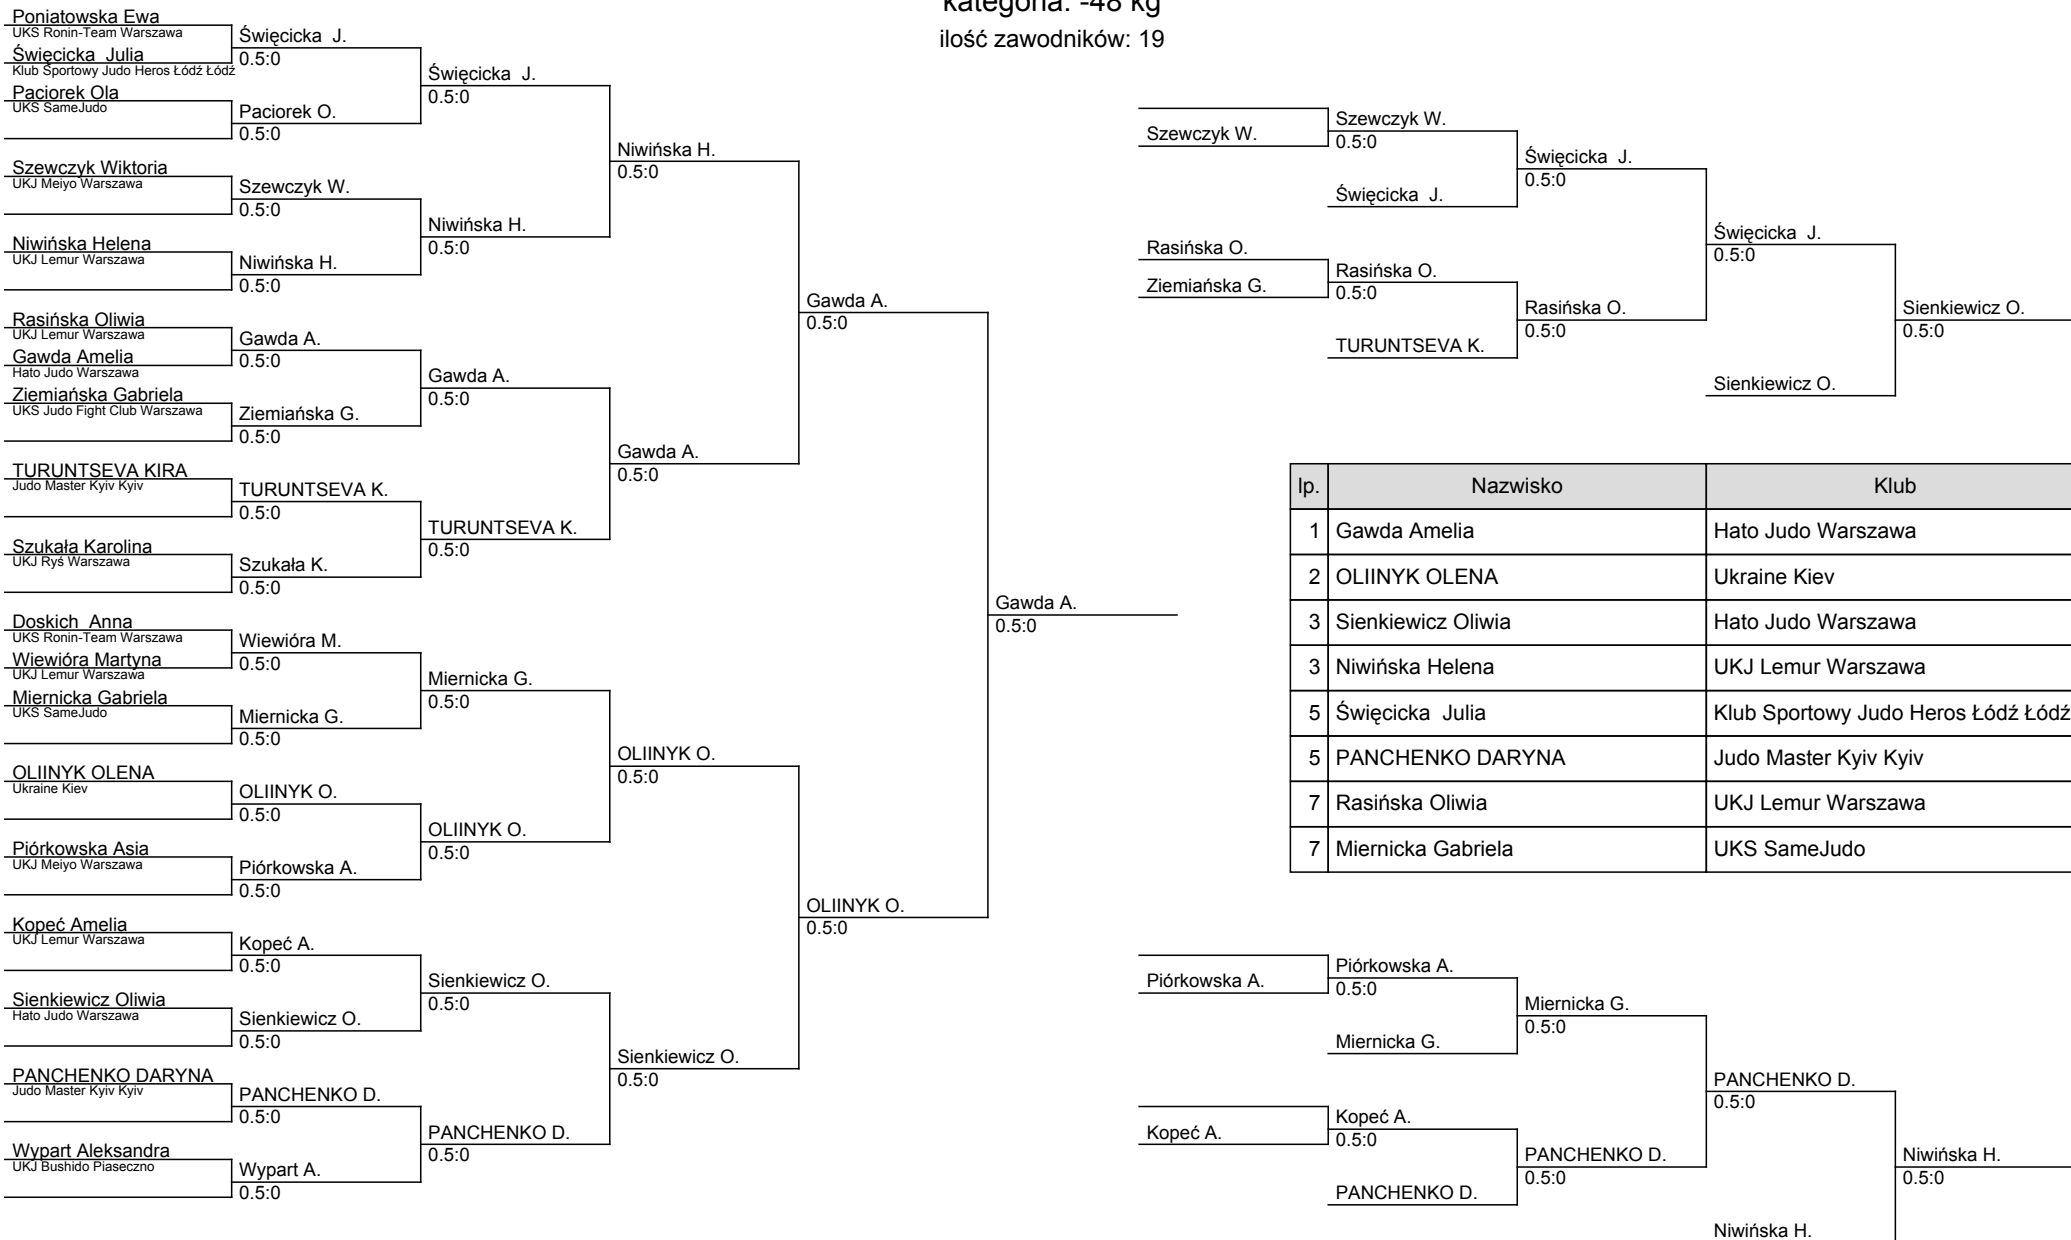 kategoria: -48 kg
ilość zawodników: 19
Poniatowska Ewa
UKS Ronin-Team Warszawa
Święcicka  Julia
Klub Sportowy Judo Heros Łódź Łódź
Paciorek Ola
UKS SameJudo
Szewczyk Wiktoria
UKJ Meiyo Warszawa
Niwińska Helena
UKJ Lemur Warszawa
Rasińska Oliwia
UKJ Lemur Warszawa
Gawda Amelia
Hato Judo Warszawa
Ziemiańska Gabriela
UKS Judo Fight Club Warszawa
TURUNTSEVA KIRA
Judo Master Kyiv Kyiv
Szukała Karolina
UKJ Ryś Warszawa
Doskich  Anna
UKS Ronin-Team Warszawa
Wiewióra Martyna
UKJ Lemur Warszawa
Miernicka Gabriela
UKS SameJudo
OLIINYK OLENA
Ukraine Kiev
Piórkowska Asia
UKJ Meiyo Warszawa
Kopeć Amelia
UKJ Lemur Warszawa
Sienkiewicz Oliwia
Hato Judo Warszawa
PANCHENKO DARYNA
Judo Master Kyiv Kyiv
Wypart Aleksandra
UKJ Bushido Piaseczno
Święcicka  J.
0.5:0
Paciorek O.
0.5:0
Szewczyk W.
0.5:0
Niwińska H.
0.5:0
Gawda A.
0.5:0
Ziemiańska G.
0.5:0
TURUNTSEVA K.
0.5:0
Szukała K.
0.5:0
Wiewióra M.
0.5:0
Miernicka G.
0.5:0
OLIINYK O.
0.5:0
Piórkowska A.
0.5:0
Kopeć A.
0.5:0
Sienkiewicz O.
0.5:0
PANCHENKO D.
0.5:0
Wypart A.
0.5:0
Święcicka  J.
0.5:0
Niwińska H.
0.5:0
Gawda A.
0.5:0
TURUNTSEVA K.
0.5:0
Miernicka G.
0.5:0
OLIINYK O.
0.5:0
Sienkiewicz O.
0.5:0
PANCHENKO D.
0.5:0
Niwińska H.
0.5:0
Gawda A.
0.5:0
OLIINYK O.
0.5:0
Sienkiewicz O.
0.5:0
Gawda A.
0.5:0
OLIINYK O.
0.5:0
Gawda A.
0.5:0
Szewczyk W.
Rasińska O.
Ziemiańska G.
Szewczyk W.
0.5:0
Święcicka  J.
Rasińska O.
0.5:0
TURUNTSEVA K.
Święcicka  J.
0.5:0
Rasińska O.
0.5:0
Święcicka  J.
0.5:0
Sienkiewicz O.
Sienkiewicz O.
0.5:0
lp. Nazwisko Klub
1 Gawda Amelia Hato Judo Warszawa
2 OLIINYK OLENA Ukraine Kiev
3 Sienkiewicz Oliwia Hato Judo Warszawa
3 Niwińska Helena UKJ Lemur Warszawa
5 Święcicka  Julia Klub Sportowy Judo Heros Łódź Łódź
5 PANCHENKO DARYNA Judo Master Kyiv Kyiv
7 Rasińska Oliwia UKJ Lemur Warszawa
7 Miernicka Gabriela UKS SameJudo
Piórkowska A.
Kopeć A.
Piórkowska A.
0.5:0
Miernicka G.
Kopeć A.
0.5:0
PANCHENKO D.
Miernicka G.
0.5:0
PANCHENKO D.
0.5:0
PANCHENKO D.
0.5:0
Niwińska H.
Niwińska H.
0.5:0